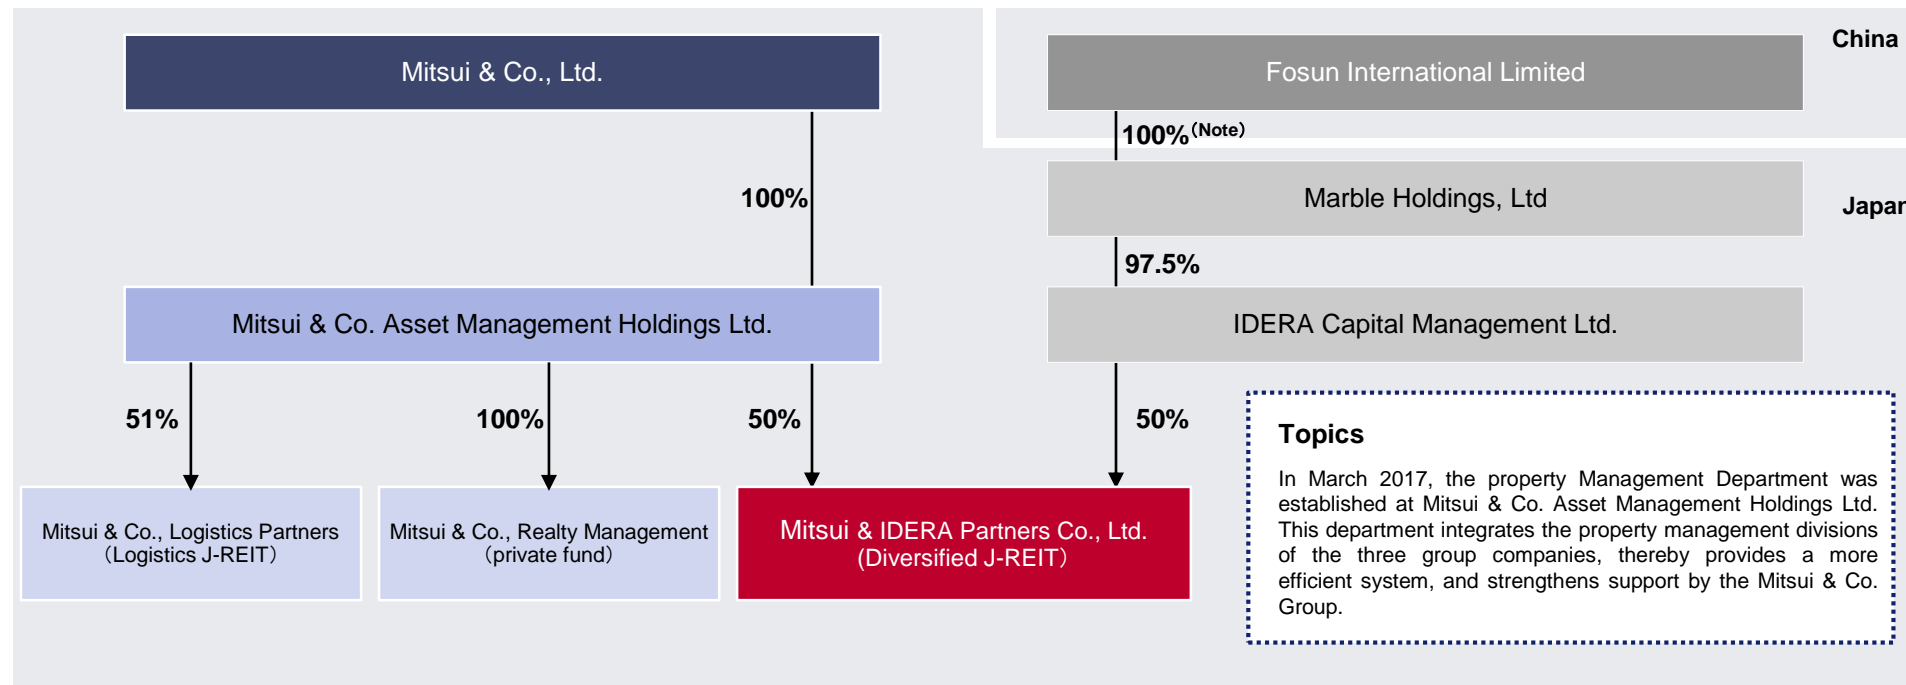 Mitsui & Co., Ltd.
Fosun International Limited
China
100%(Note)
100%
Marble Holdings, Ltd
Japan
97.5%
Mitsui & Co. Asset Management Holdings Ltd.
IDERA Capital Management Ltd.
51%
100%
50%
50%
Mitsui & Co., Logistics Partners
（Logistics J-REIT）
Mitsui & Co., Realty Management
（private fund）
Mitsui & IDERA Partners Co., Ltd.
(Diversified J-REIT）
Topics
In March 2017, the property Management Department was
established at Mitsui & Co. Asset Management Holdings Ltd.
This department integrates the property management divisions
of the three group companies, thereby provides a more
efficient system, and strengthens support by the Mitsui & Co.
Group.